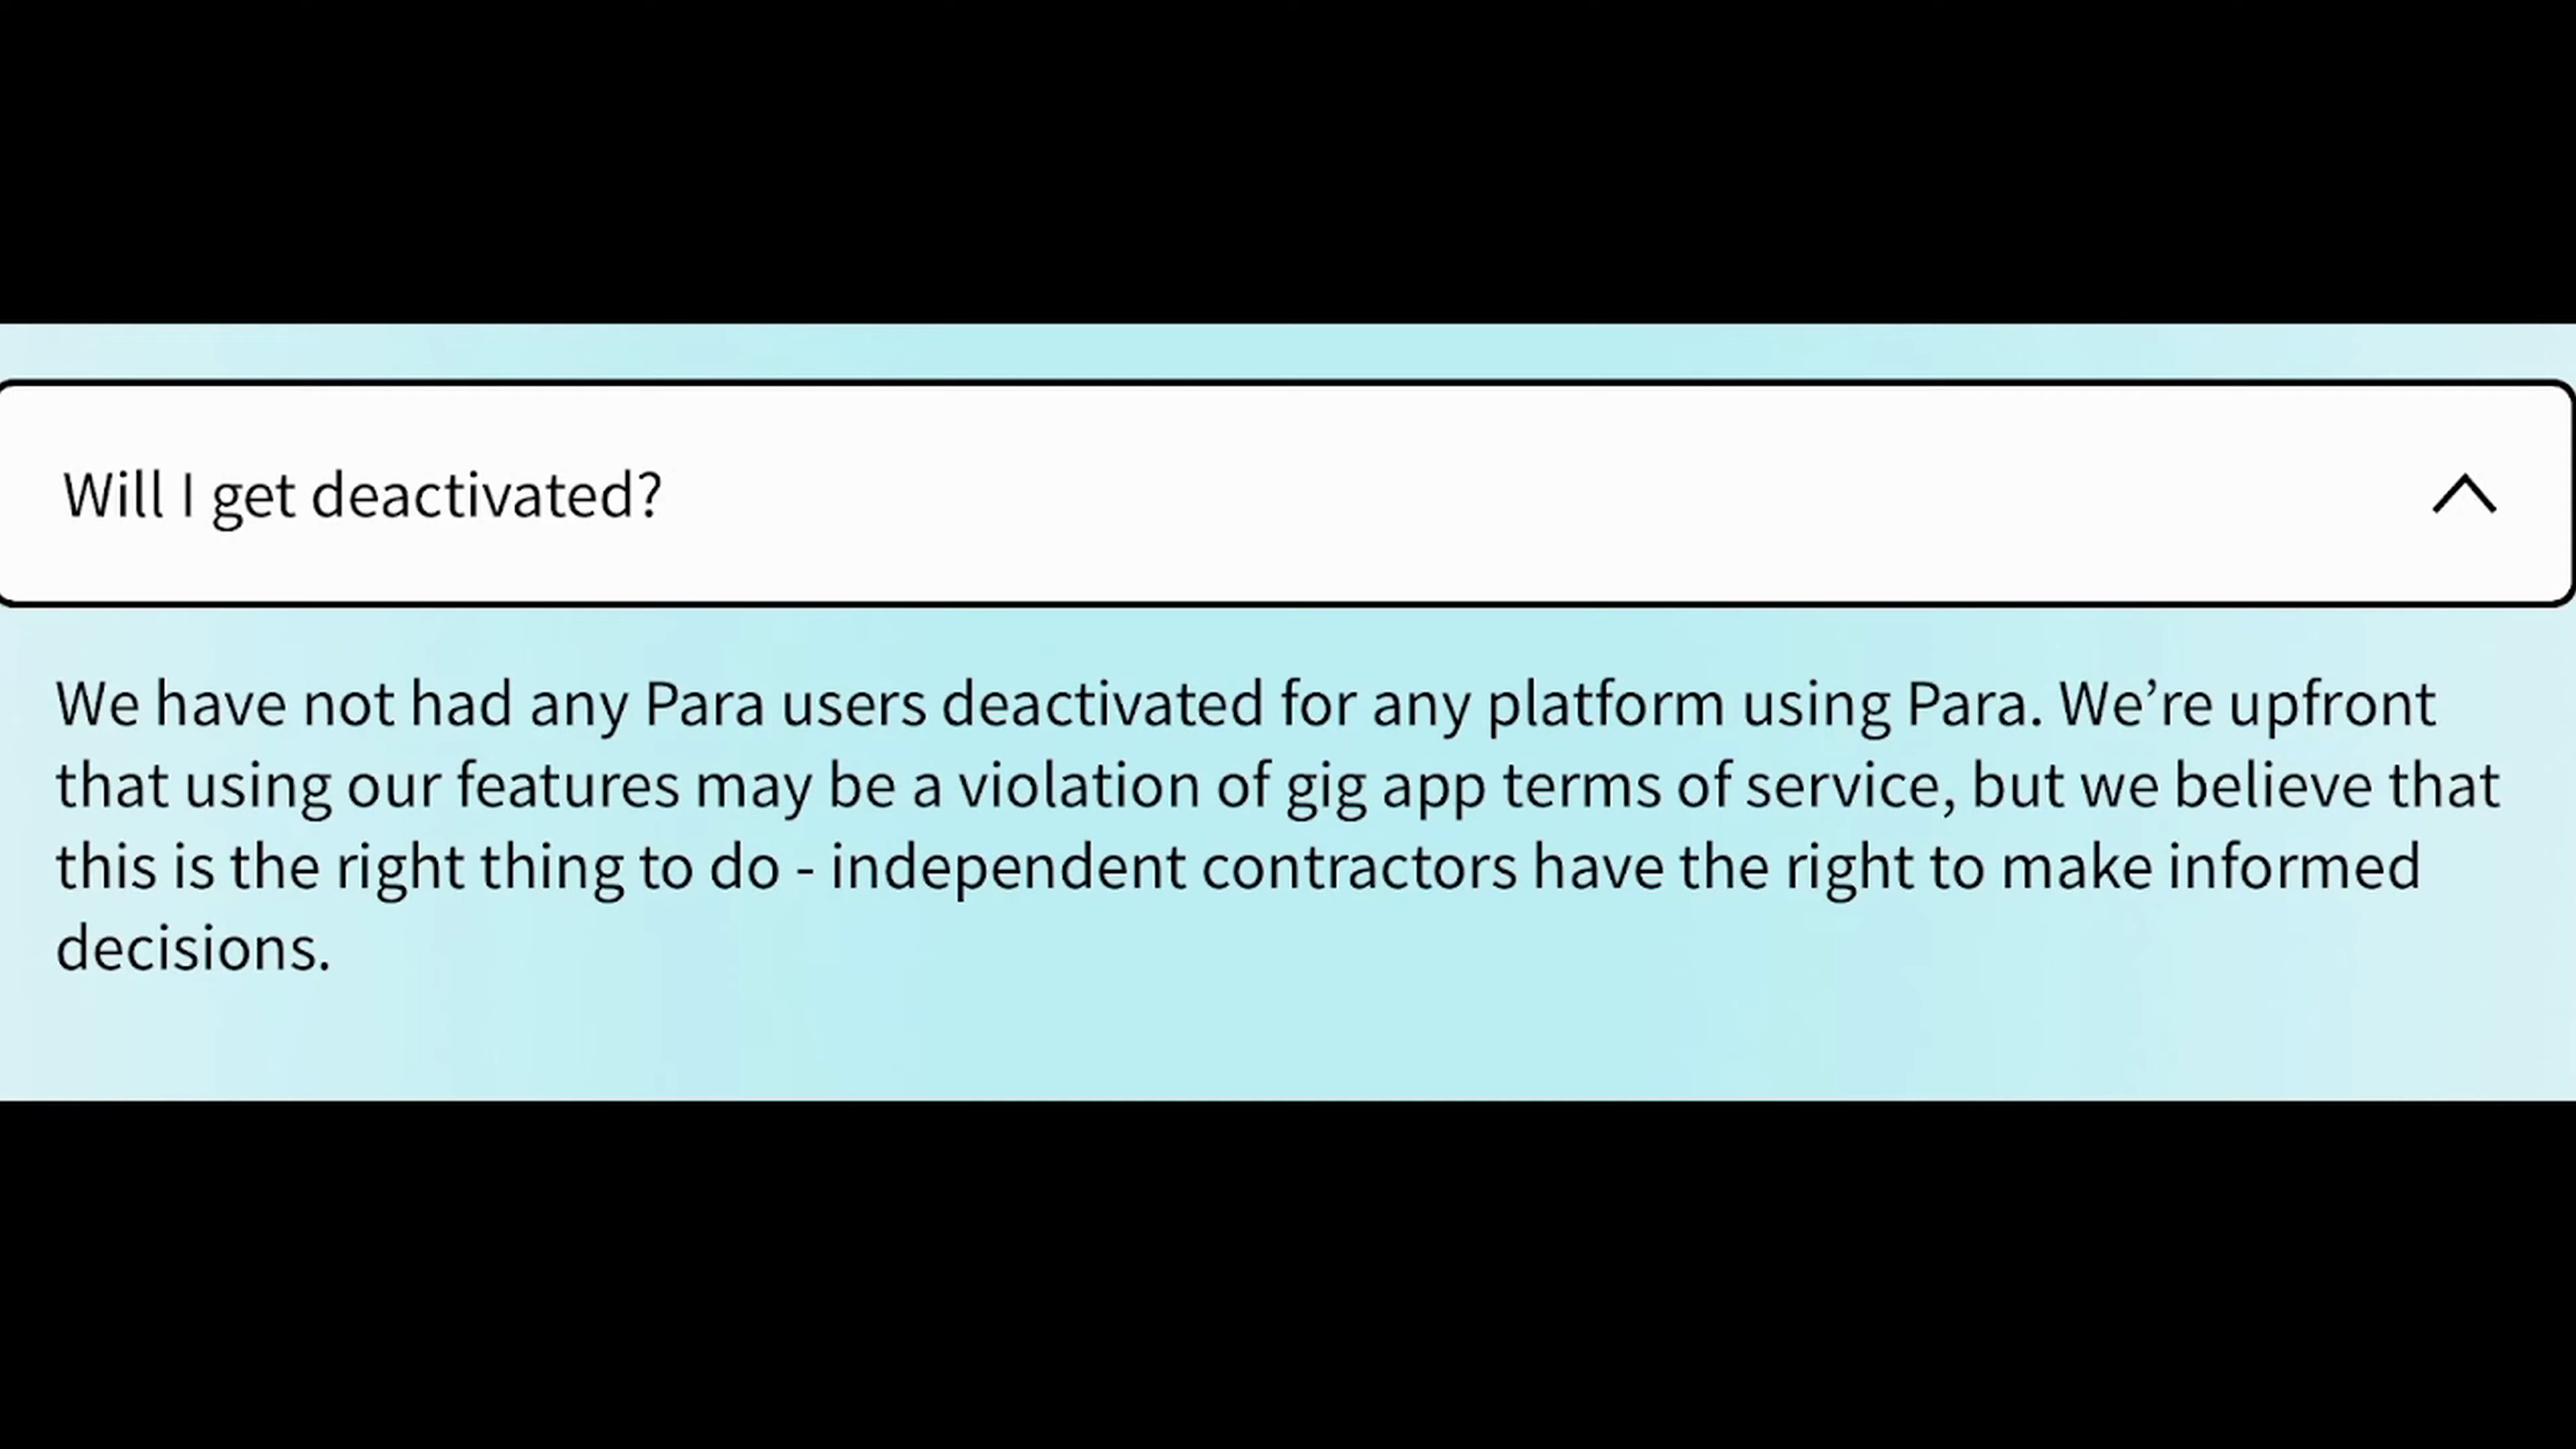 Will I get deactivated?
We have not had any Para users deactivated for any platform using Para. We’re upfront
that using our features may be a violation of gig app terms of service, but we believe that
this is the right thing to do - independent contractors have the right to make informed
decisions.